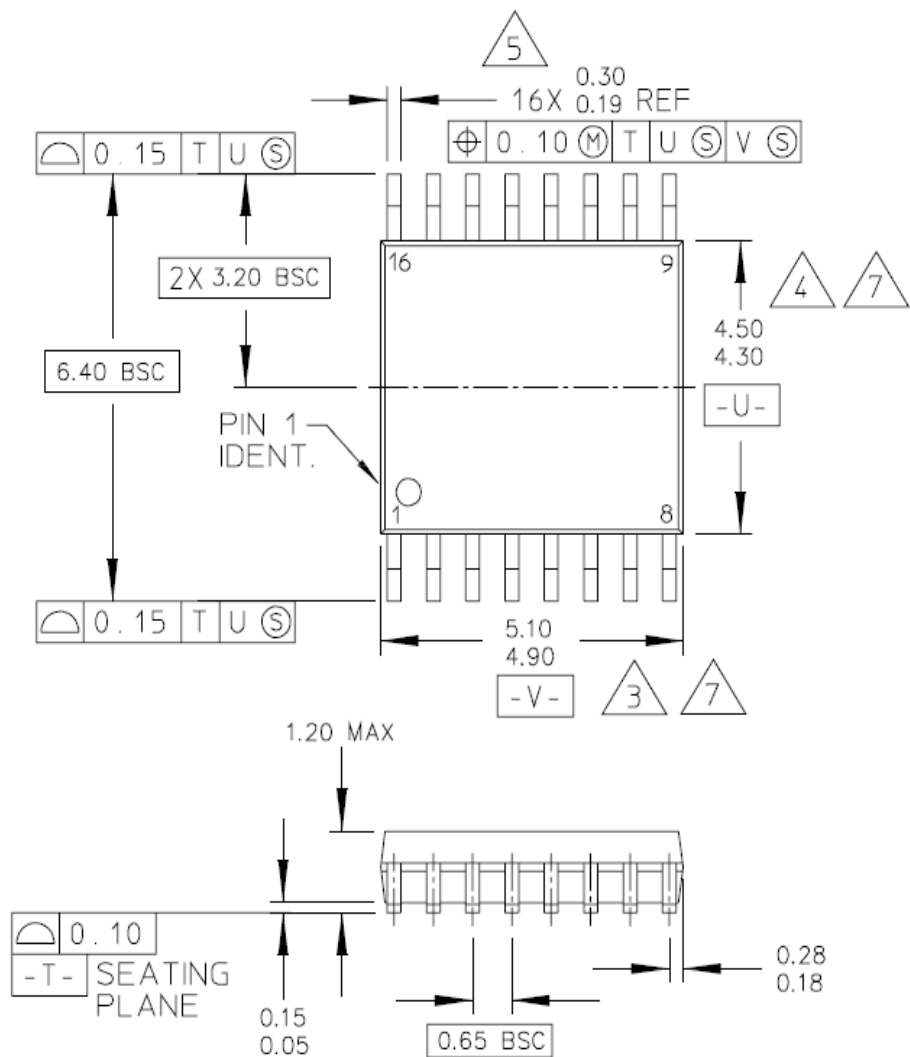 5
16X 0.30 0.19 REF
⌖ 0.10 Ⓜ T U Ⓢ V Ⓢ
⌓ 0.15 T U Ⓢ
2X 3.20 BSC
6.40 BSC
16
9
4
7
4.50
4.30
-U-
PIN 1
IDENT.
1
8
⌓ 0.15 T U Ⓢ
5.10
4.90
-V-
3
7
1.20 MAX
⌓ 0.10
-T- SEATING
PLANE
0.15
0.05
0.65 BSC
0.28
0.18